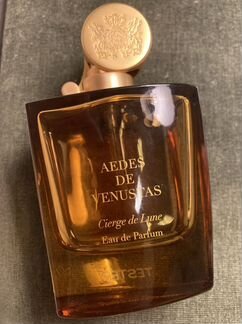 AEDES
DE
VENUSTAS
Cierge de Lune
Eau de Parfum
TESTER